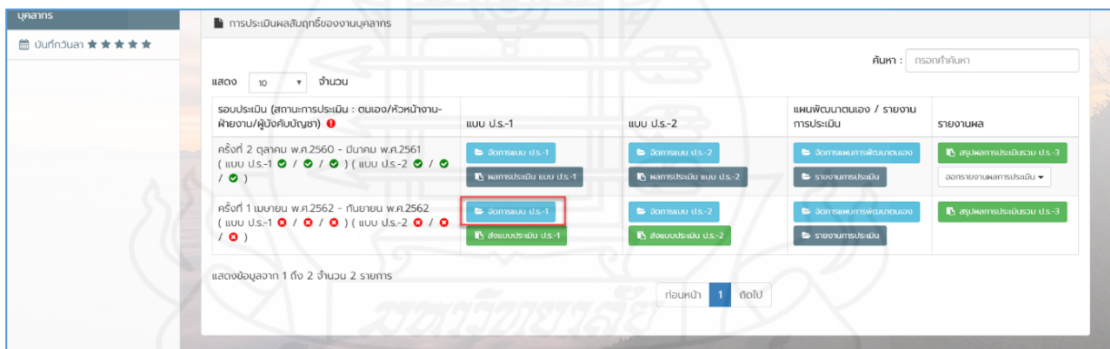 บุคลากร
การประเมินผลสัมฤทธิ์ของงานบุคลากร
บันทึกวันลา
ค้นหา : กรอกคำค้นหา
แสดง 10 จำนวน
รอบประเมิน (สถานะการประเมิน : ตนเอง/หัวหน้างาน-
ฝ่ายงาน/ผู้บังคับบัญชา)
แบบ ป.ร.-1
แบบ ป.ร.-2
แผนพัฒนาตนเอง / รายงาน
การประเมิน
รายงานผล
ครั้งที่ 2 ตุลาคม พ.ศ.2560 - มีนาคม พ.ศ.2561
( แบบ ป.ร.-1 / / ) ( แบบ ป.ร.-2 /
/ )
จัดการแบบ ป.ร.-1
ผลการประเมิน แบบ ป.ร.-1
จัดการแบบ ป.ร.-2
ผลการประเมิน แบบ ป.ร.-2
จัดการแผนการพัฒนาตนเอง
รายงานการประเมิน
สรุปผลการประเมินรวม ป.ร.-3
ออกรายงานผลการประเมิน
ครั้งที่ 1 เมษายน พ.ศ.2562 - กันยายน พ.ศ.2562
( แบบ ป.ร.-1 / / ) ( แบบ ป.ร.-2 /
/ )
จัดการแบบ ป.ร.-1
ส่งแบบประเมิน ป.ร.-1
จัดการแบบ ป.ร.-2
ส่งแบบประเมิน ป.ร.-2
จัดการแผนการพัฒนาตนเอง
รายงานการประเมิน
สรุปผลการประเมินรวม ป.ร.-3
แสดงข้อมูลจาก 1 ถึง 2 จำนวน 2 รายการ
ก่อนหน้า 1 ถัดไป